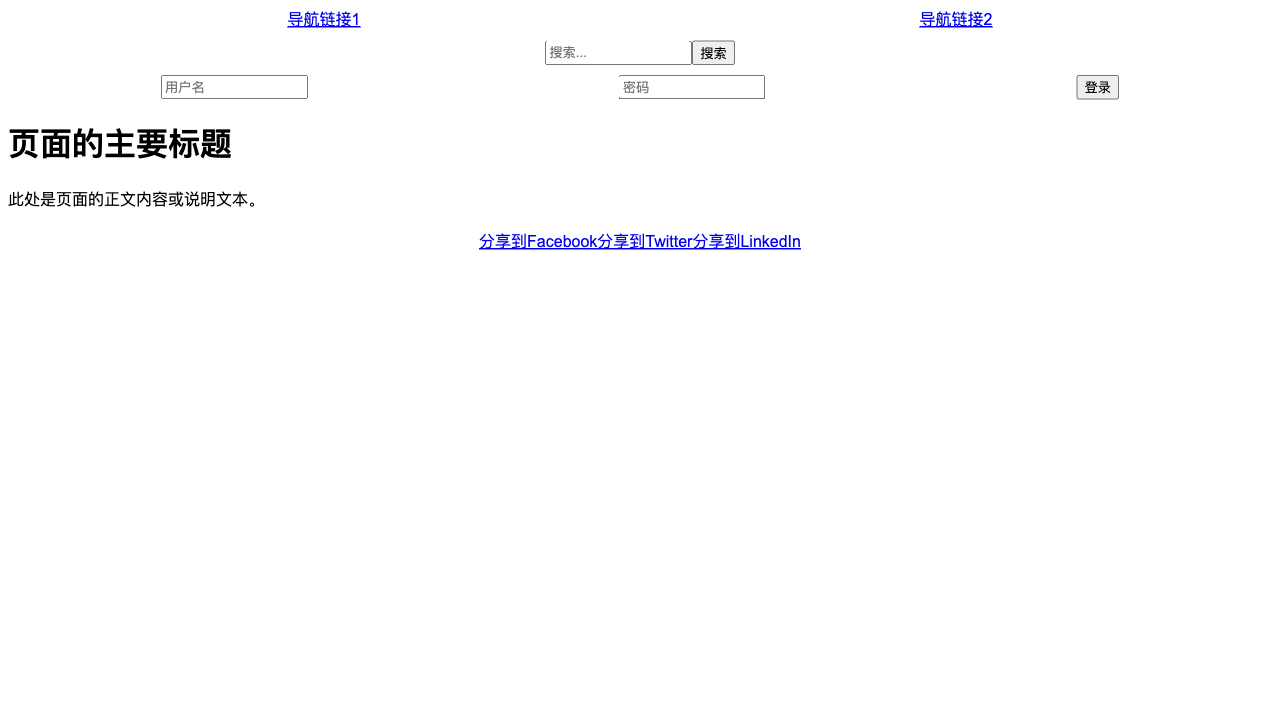 导航链接1 导航链接2
搜索... 搜索
用户名 密码 登录
页面的主要标题
此处是页面的正文内容或说明文本。
分享到Facebook分享到Twitter分享到LinkedIn